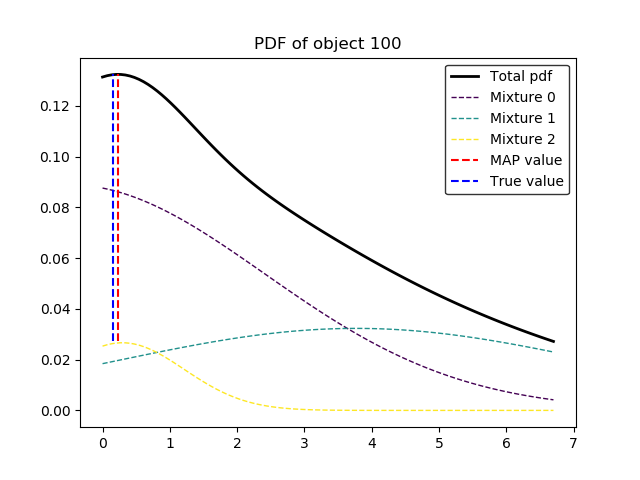 PDF of object 100
Total pdf
Mixture 0
Mixture 1
Mixture 2
MAP value
True value
0.12
0.10
0.08
0.06
0.04
0.02
0.00
0 1 2 3 4 5 6 7